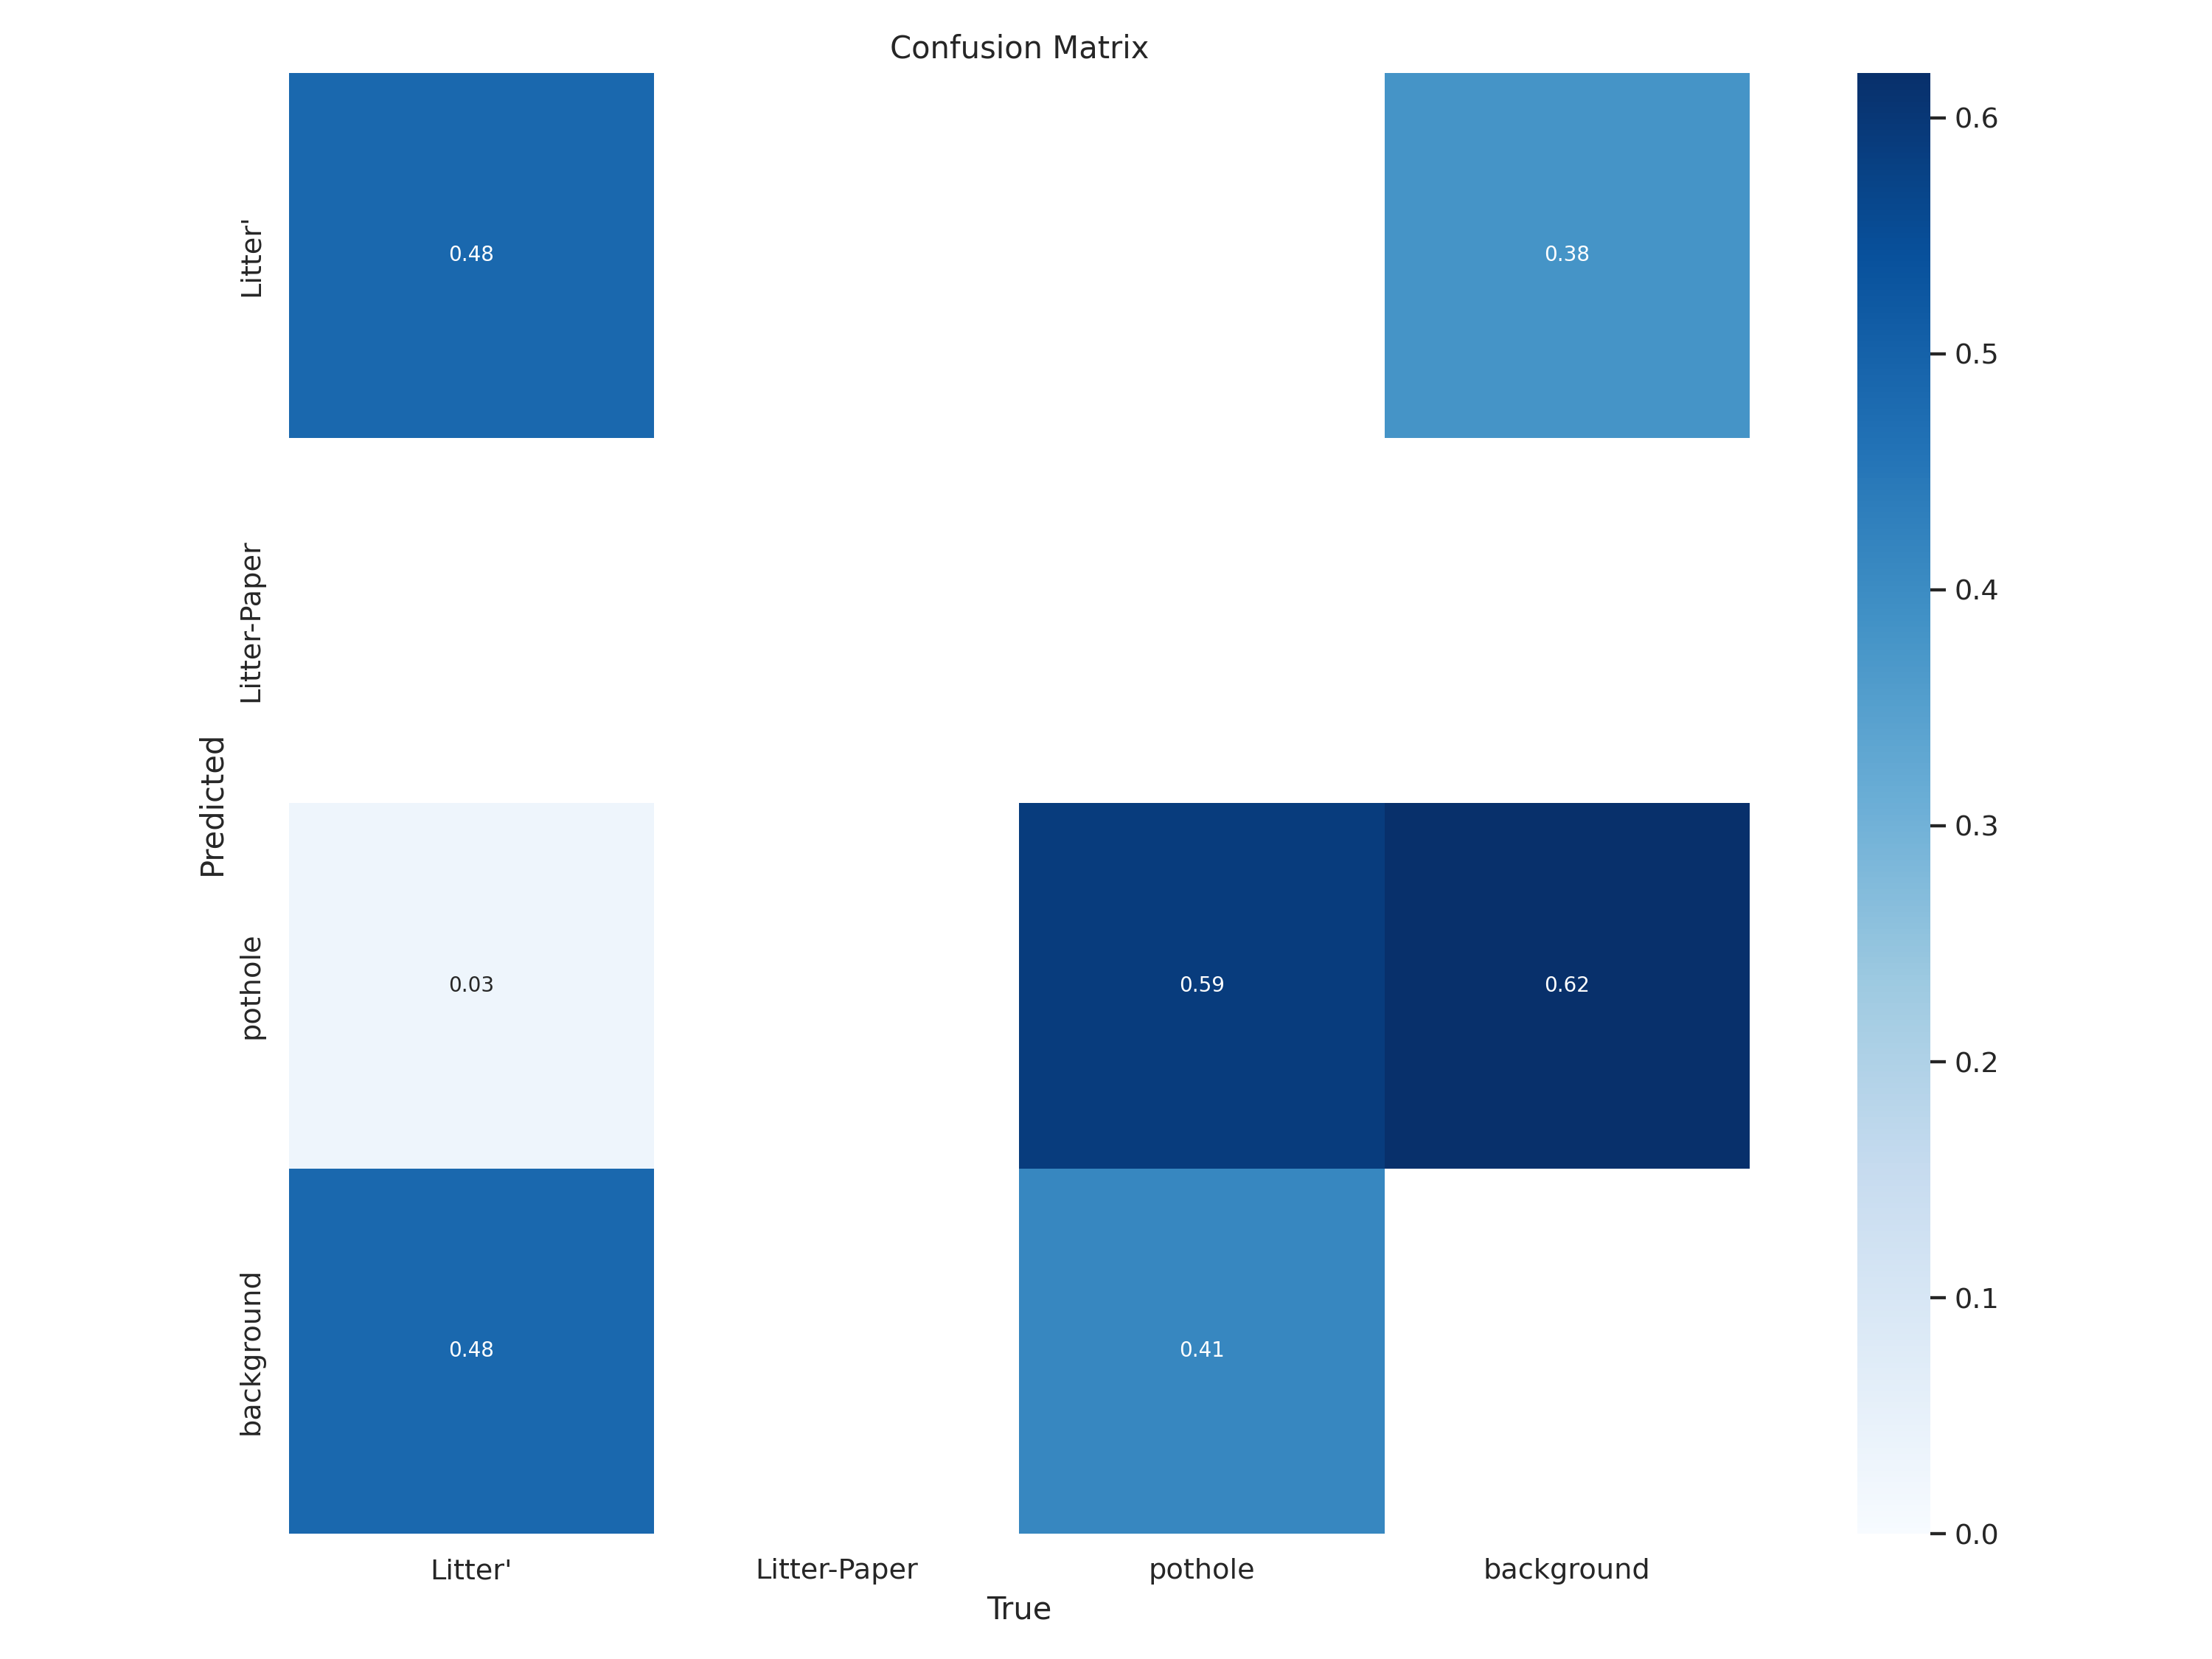 Confusion Matrix
Litter'
0.48
0.38
Litter-Paper
Predicted
pothole
0.03
0.59
0.62
background
0.48
0.41
Litter'
Litter-Paper
pothole
background
True
0.6
0.5
0.4
0.3
0.2
0.1
0.0